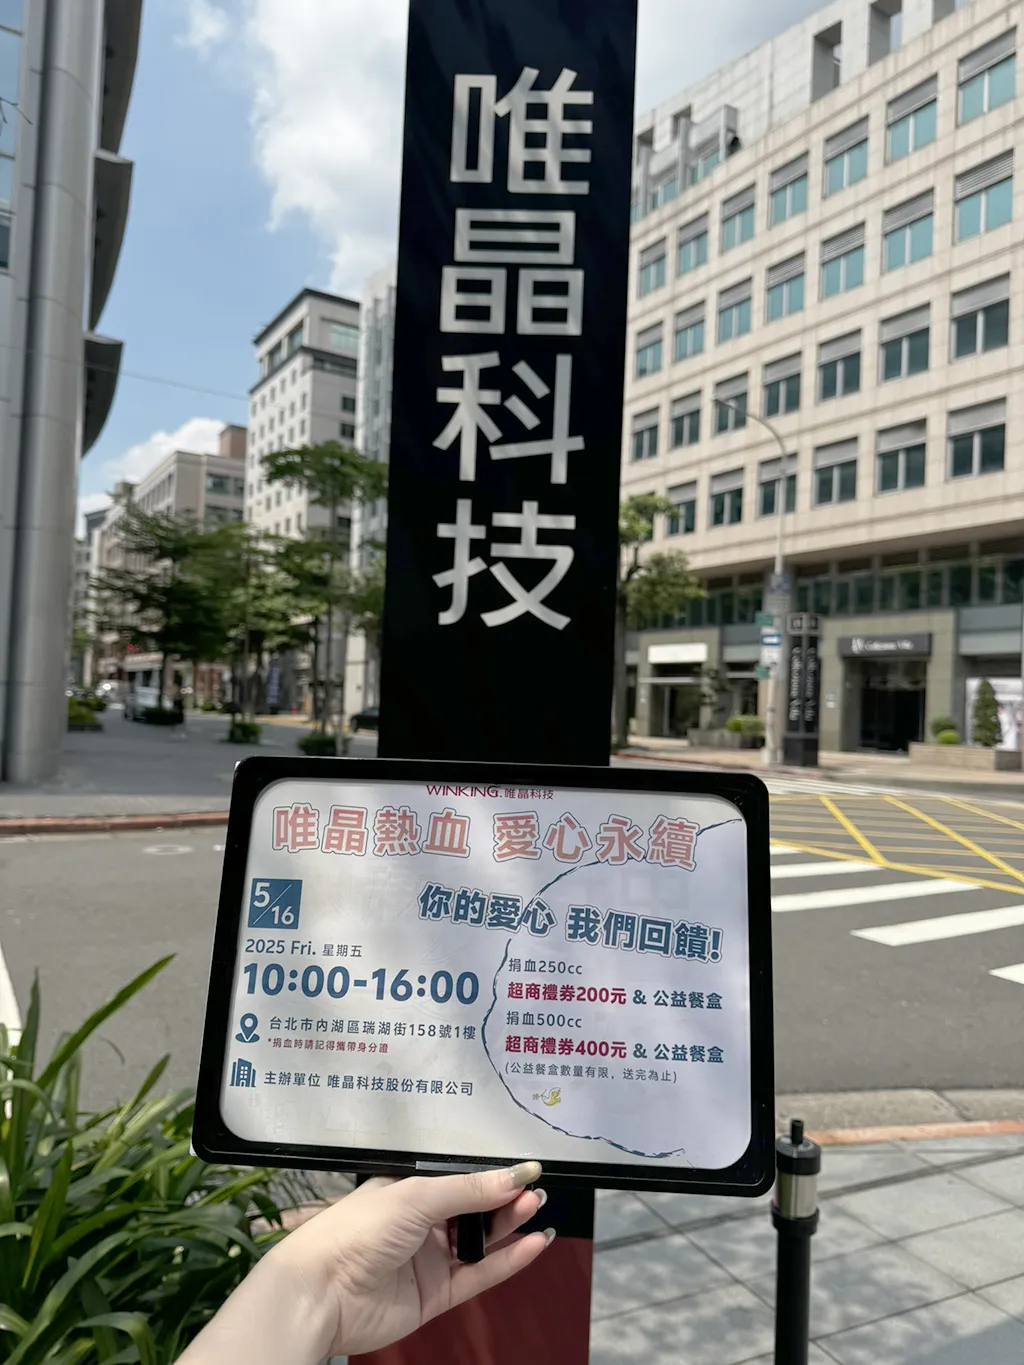 唯晶科技
WINKING 唯晶科技
唯晶熱血 愛心永續
5/16
你的愛心 我們回饋!
2025 Fri. 星期五
10:00-16:00
台北市內湖區瑞湖街158號1樓
*捐血時請記得攜帶身分證
主辦單位 唯晶科技股份有限公司
捐血250cc
超商禮券200元 & 公益餐盒
捐血500cc
超商禮券400元 & 公益餐盒
(公益餐盒數量有限，送完為止)